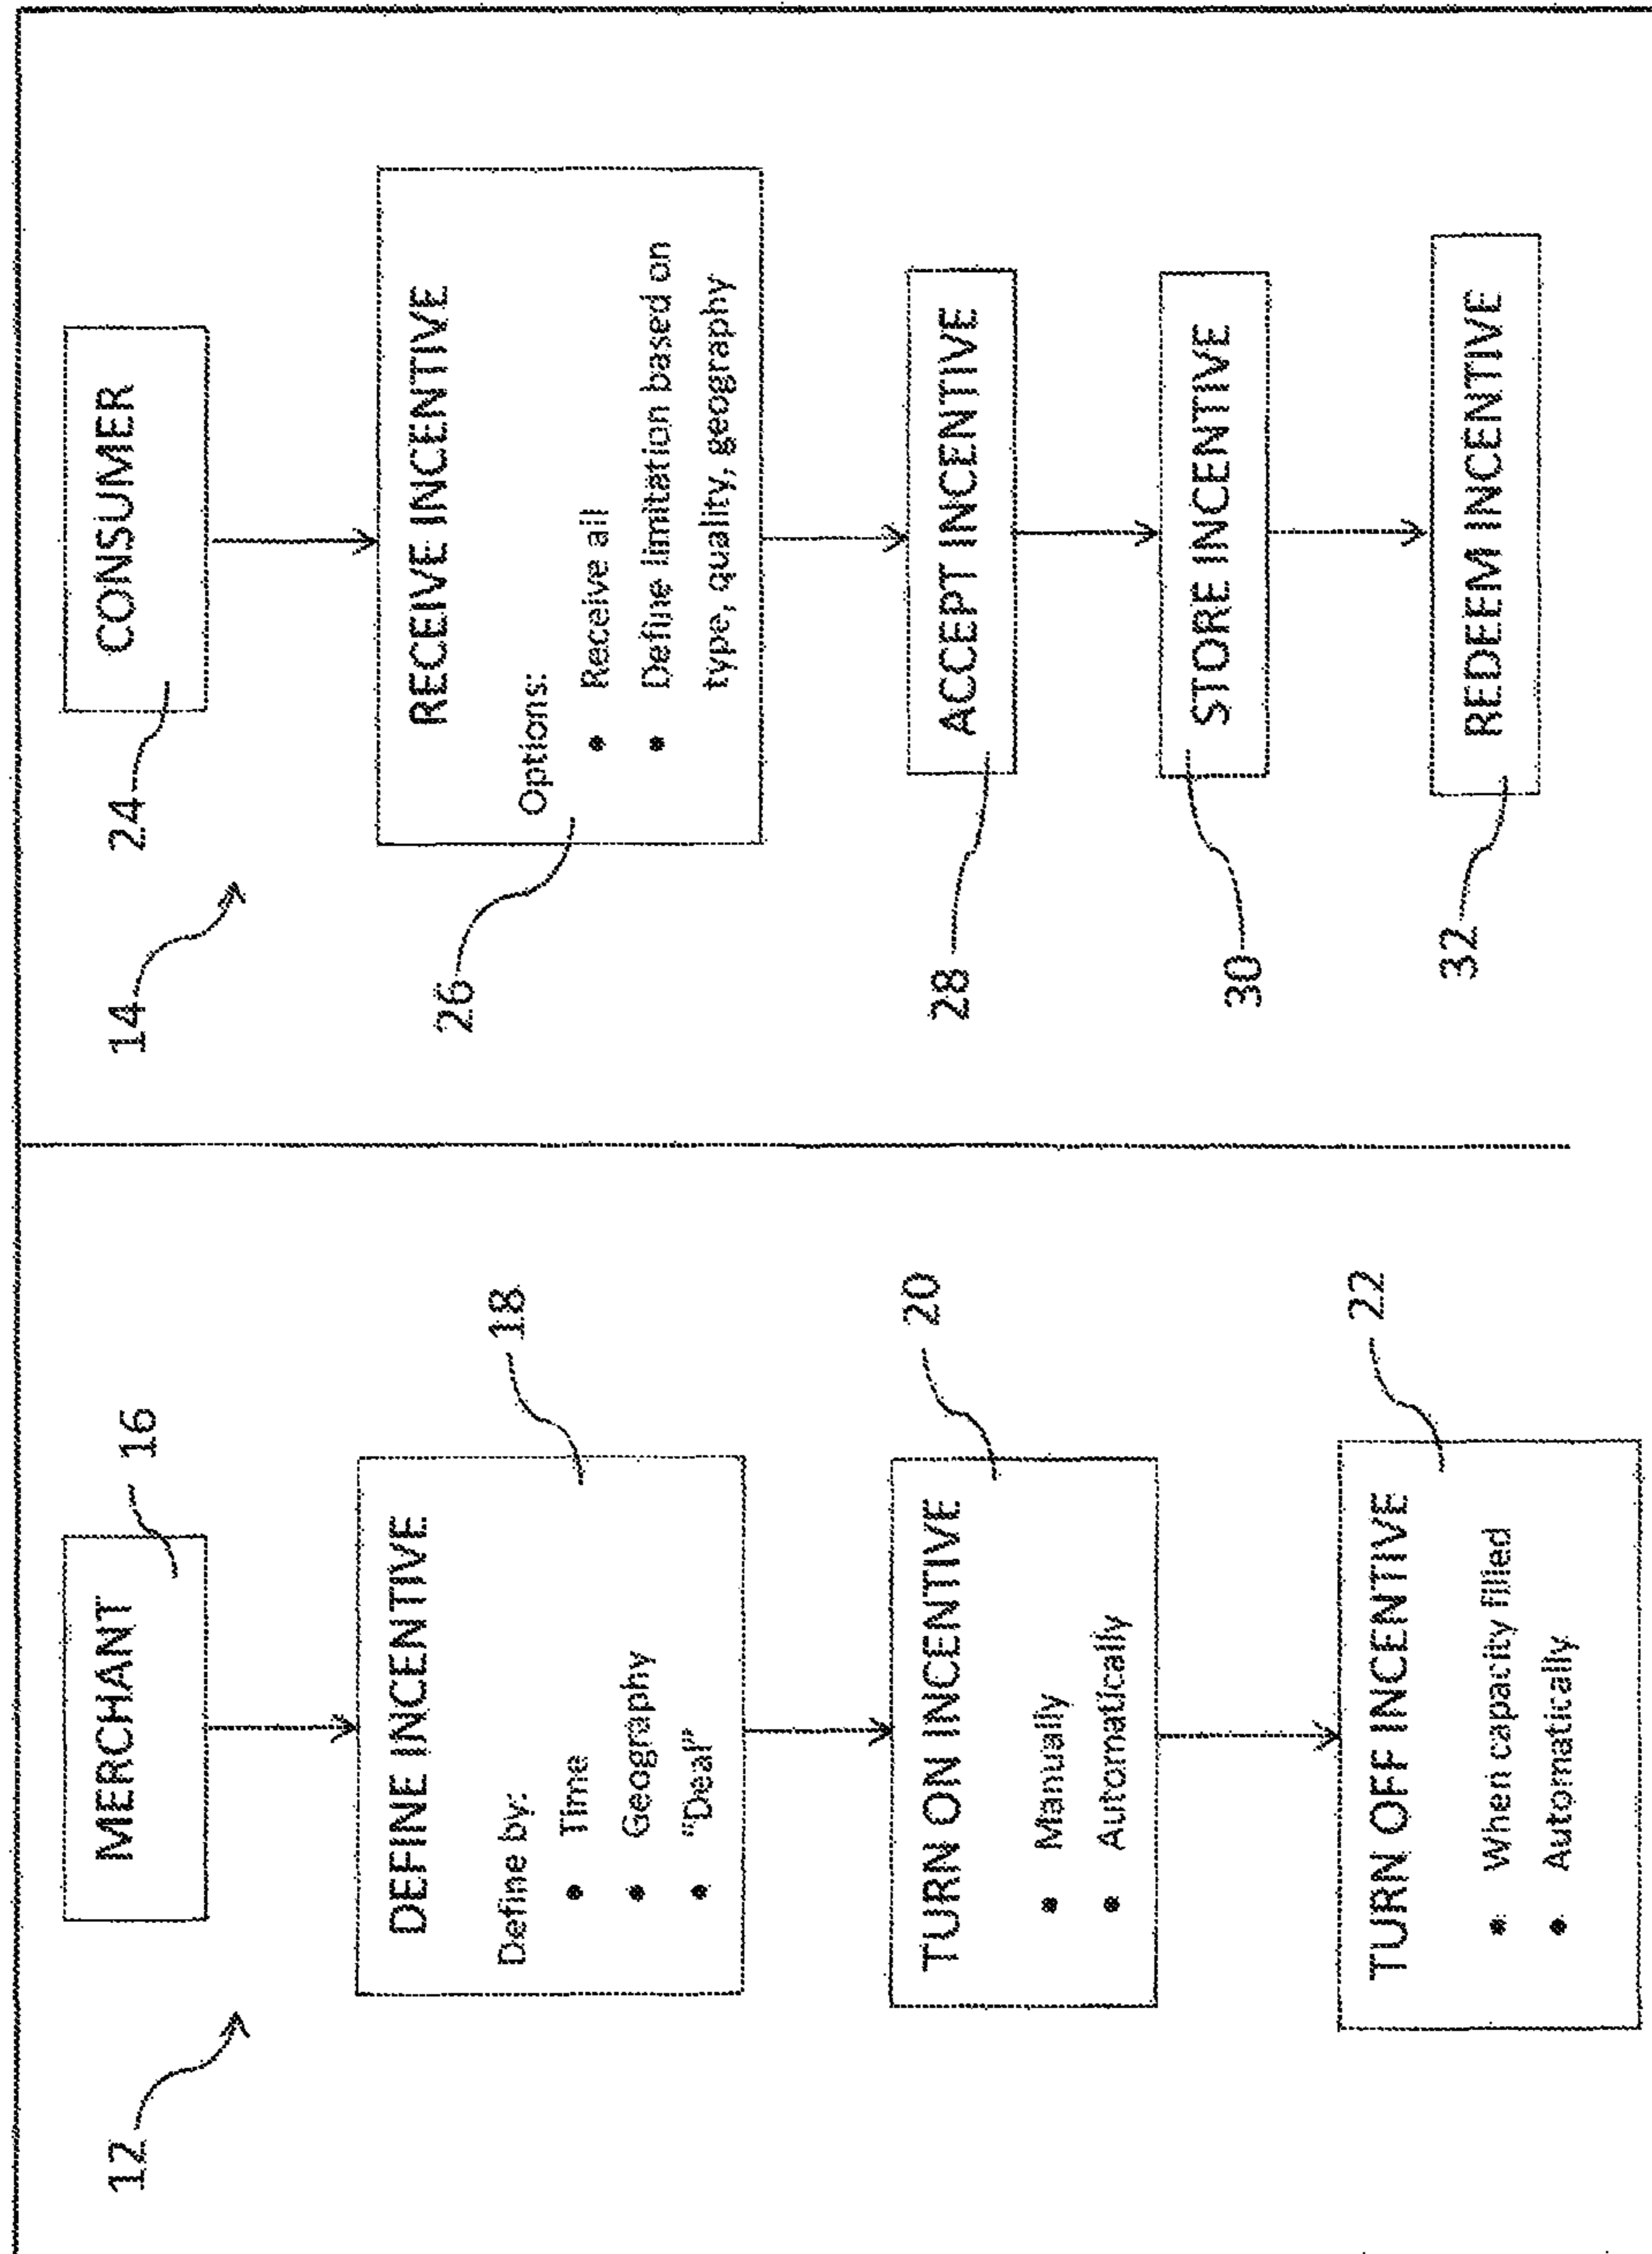 12
MERCHANT
16
DEFINE INCENTIVE
Define by:
• Time
• Geography
• "Deal"
18
TURN ON INCENTIVE
• Manually
• Automatically
20
TURN OFF INCENTIVE
• When capacity filled
• Automatically
22
14
CONSUMER
24
RECEIVE INCENTIVE
Options:
• Receive all
• Define limitation based on
type, quality, geography
26
ACCEPT INCENTIVE
28
STORE INCENTIVE
30
REDEEM INCENTIVE
32